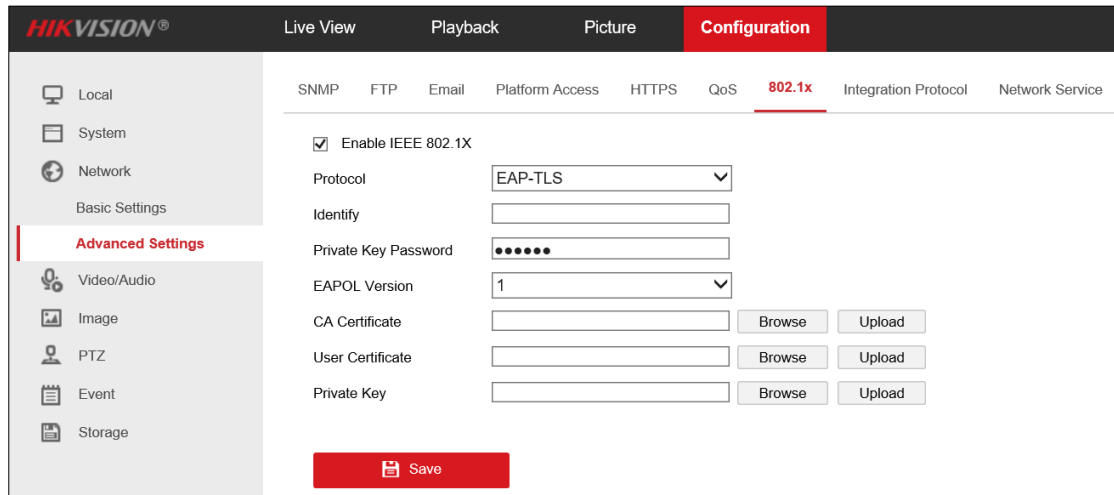 HIKVISION® Live View Playback Picture Configuration
SNMP FTP Email Platform Access HTTPS QoS 802.1x Integration Protocol Network Service
Local
System
Network
Basic Settings
Advanced Settings
Video/Audio
Image
PTZ
Event
Storage
Enable IEEE 802.1X
Protocol EAP-TLS
Identify
Private Key Password ●●●●●●
EAPOL Version 1
CA Certificate Browse Upload
User Certificate Browse Upload
Private Key Browse Upload
Save